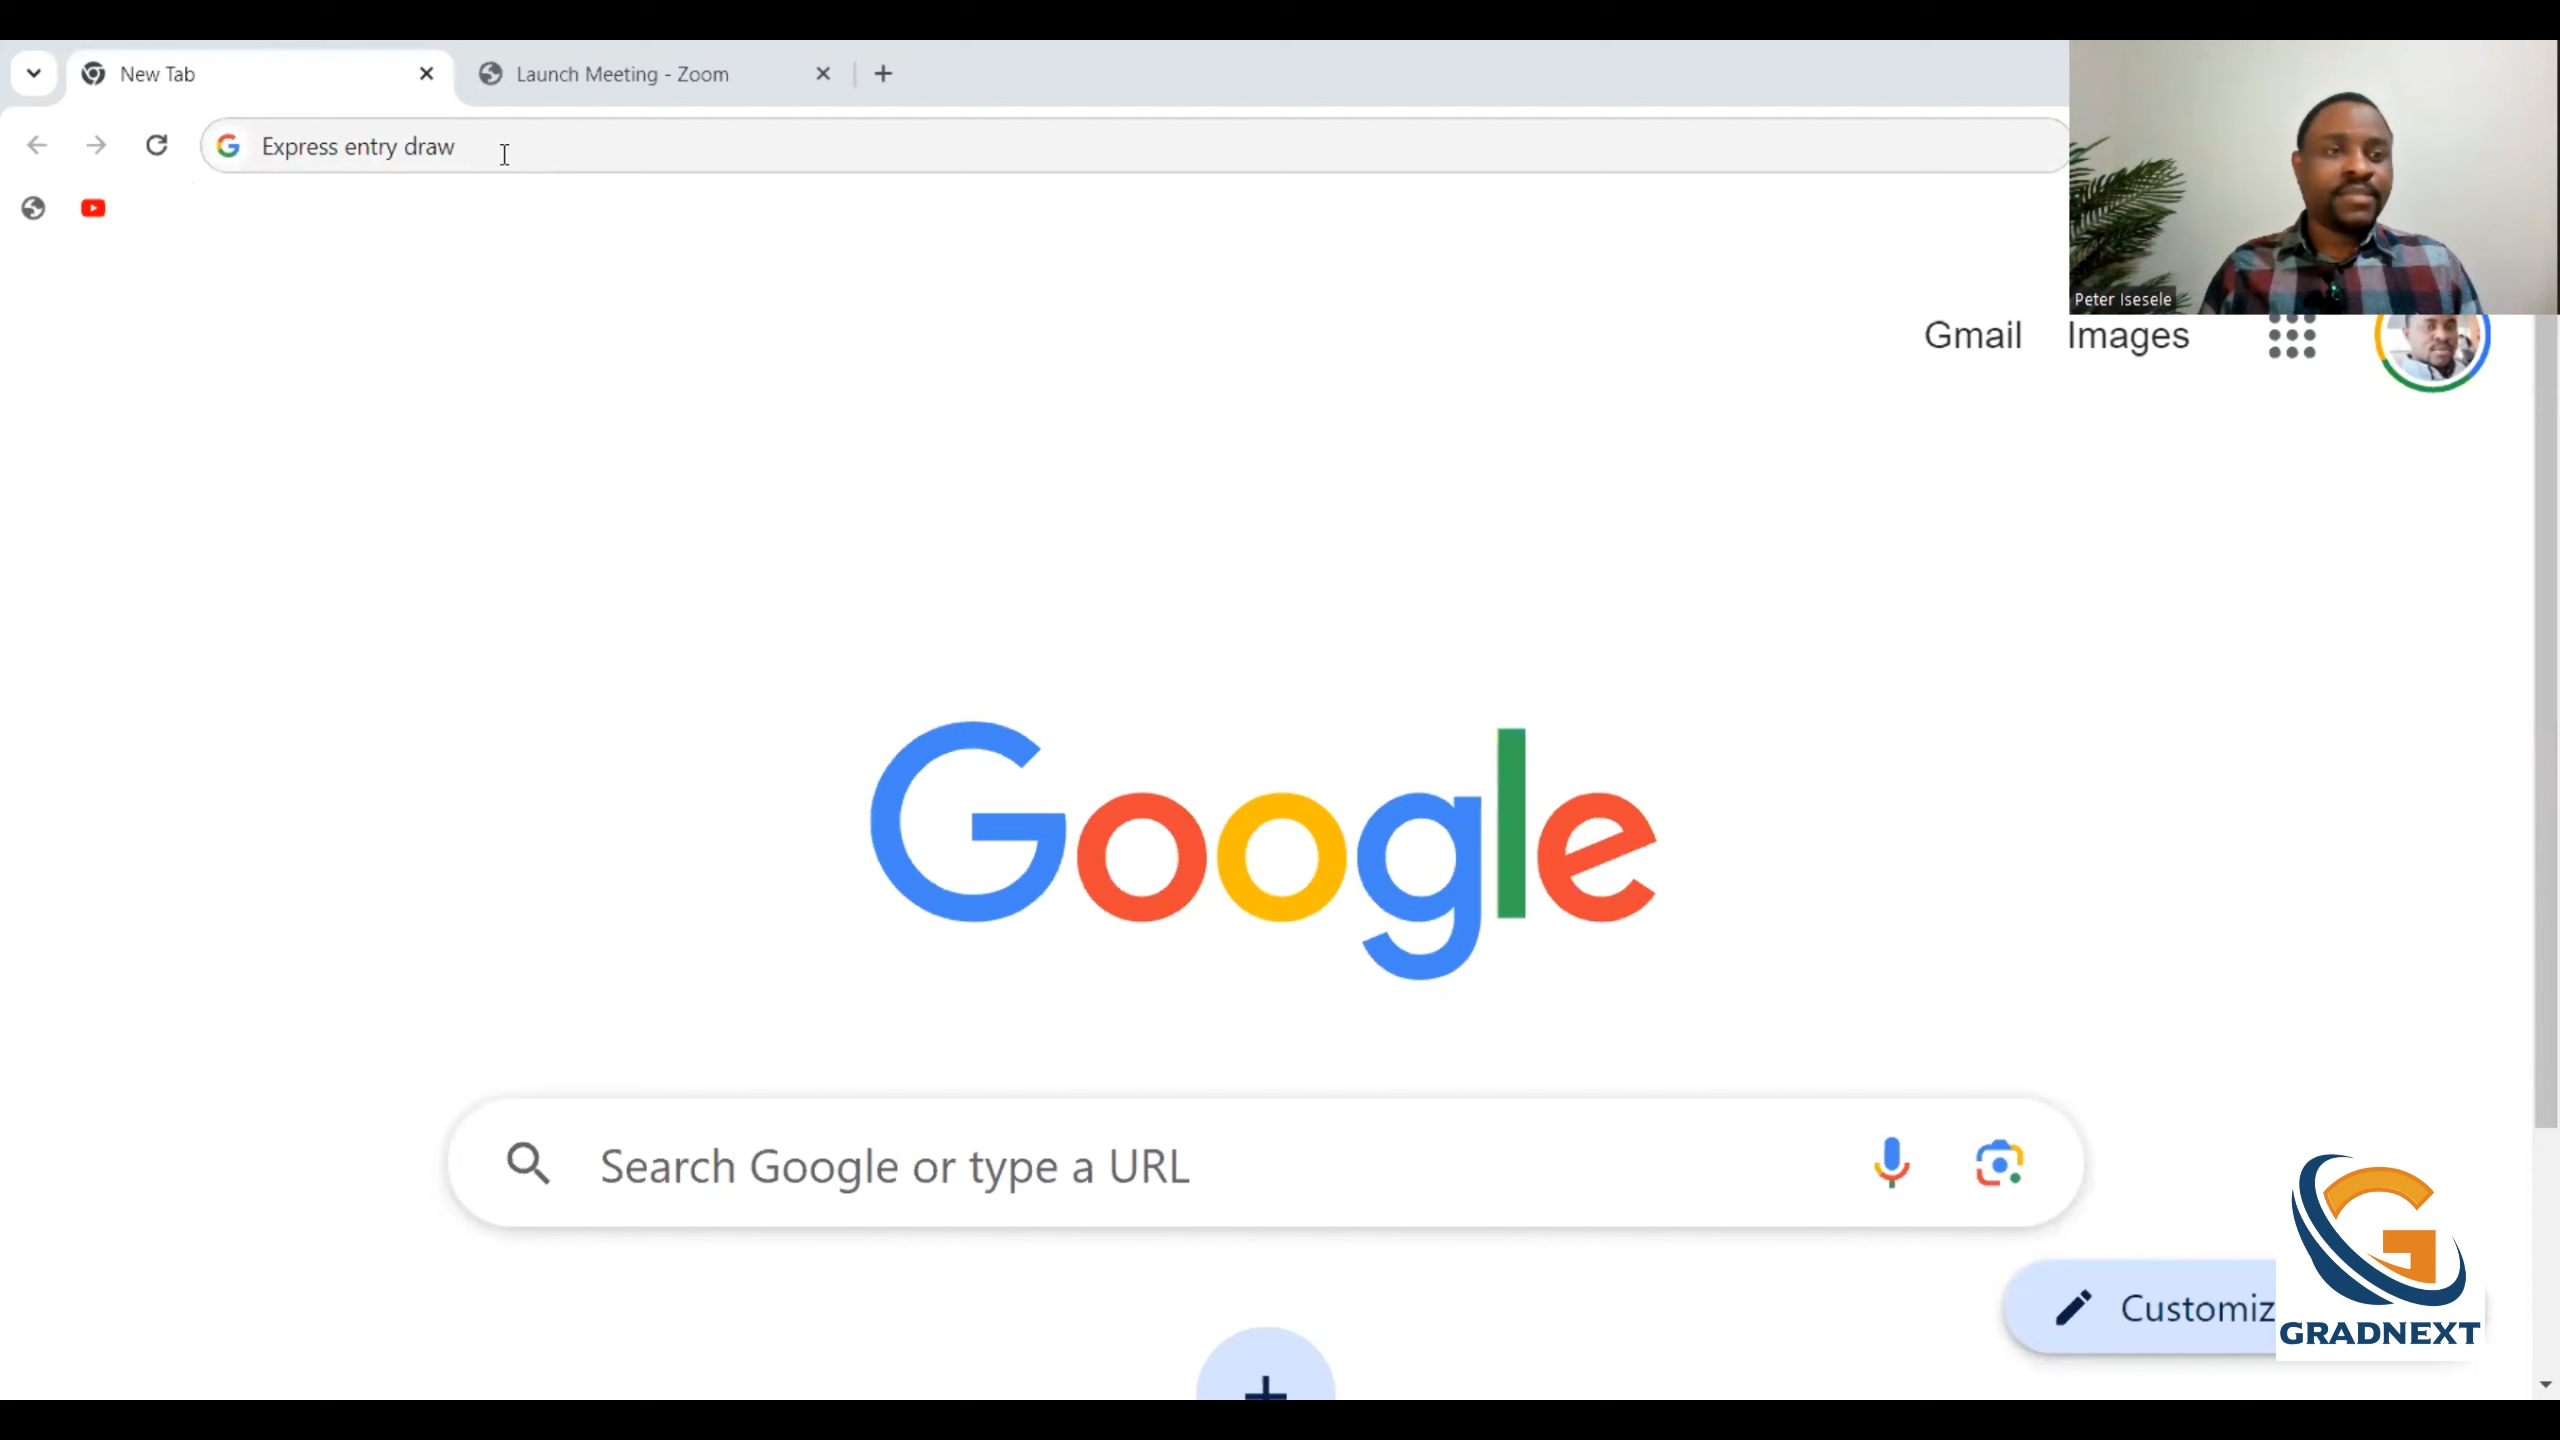 New Tab
Launch Meeting - Zoom
Express entry draw
Peter Isesele
Gmail
Images
Google
Search Google or type a URL
Customiz
GRADNEXT